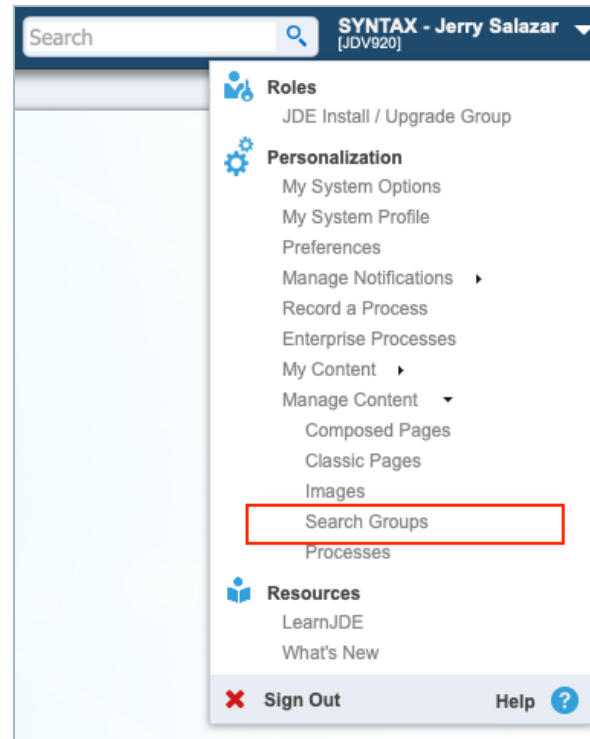 Search
SYNTAX - Jerry Salazar
[JDV920]
Roles
JDE Install / Upgrade Group
Personalization
My System Options
My System Profile
Preferences
Manage Notifications
Record a Process
Enterprise Processes
My Content
Manage Content
Composed Pages
Classic Pages
Images
Search Groups
Processes
Resources
LearnJDE
What's New
Sign Out Help ?